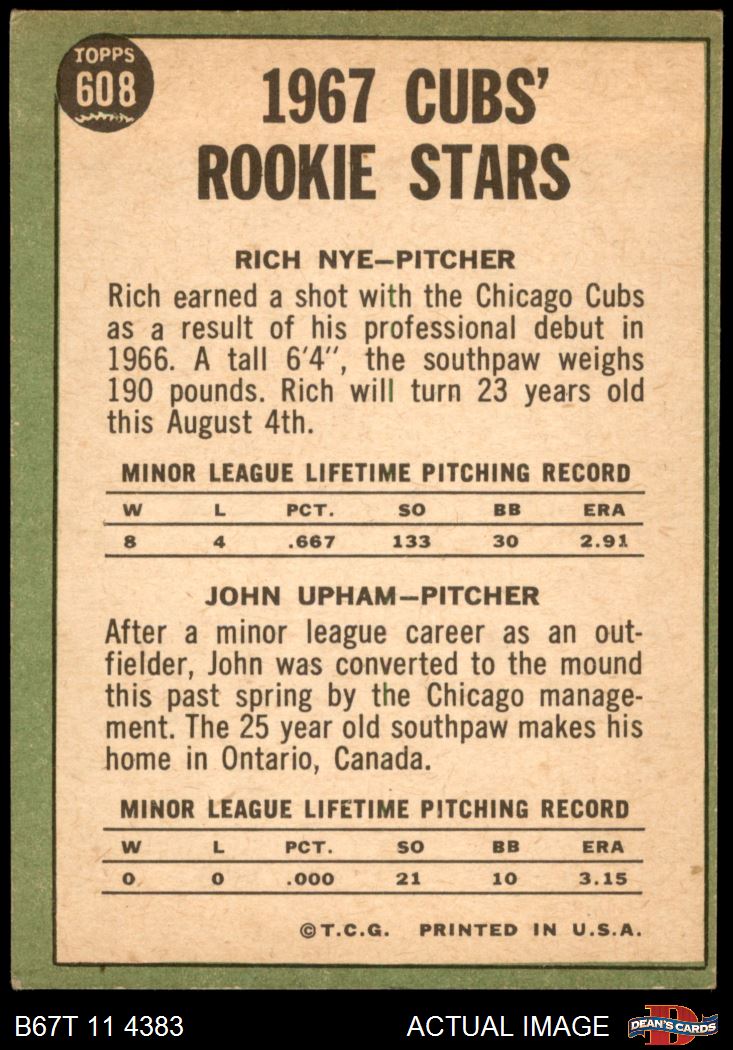 TOPPS
608
1967 CUBS'
ROOKIE STARS
RICH NYE—PITCHER
Rich earned a shot with the Chicago Cubs
as a result of his professional debut in
1966. A tall 6'4", the southpaw weighs
190 pounds. Rich will turn 23 years old
this August 4th.
MINOR LEAGUE LIFETIME PITCHING RECORD
W L PCT. SO BB ERA
8 4 .667 133 30 2.91
JOHN UPHAM—PITCHER
After a minor league career as an out-
fielder, John was converted to the mound
this past spring by the Chicago manage-
ment. The 25 year old southpaw makes his
home in Ontario, Canada.
MINOR LEAGUE LIFETIME PITCHING RECORD
W L PCT. SO BB ERA
0 0 .000 21 10 3.15
©T.C.G. PRINTED IN U.S.A.
B67T 11 4383 ACTUAL IMAGE DEAN'S CARDS